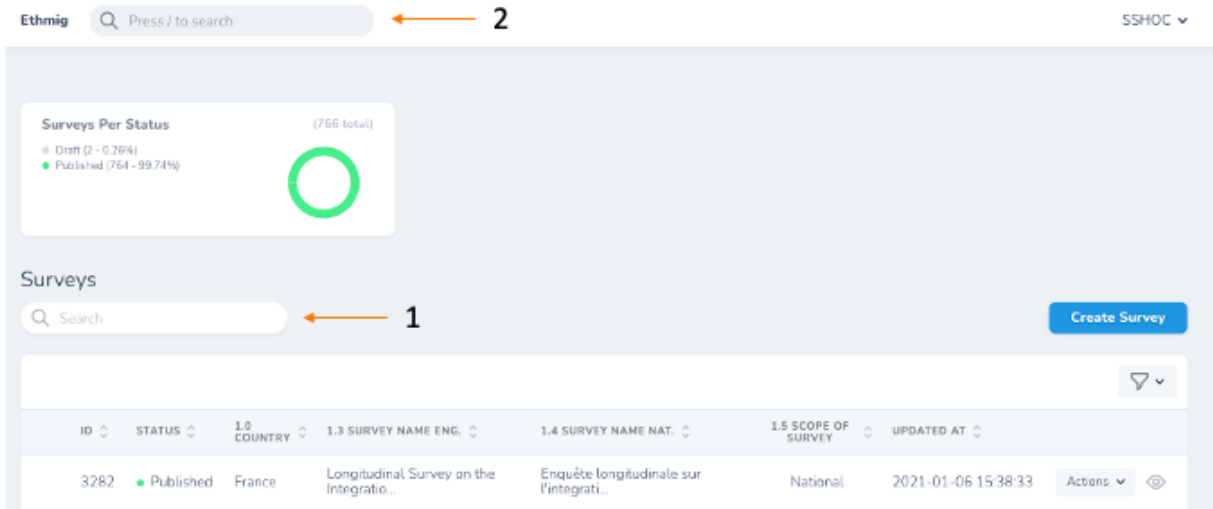 Ethmig Press / to search 2 SSHOC
Surveys Per Status (766 total)
Draft (2 - 0.26%)
Published (764 - 99.74%)
Surveys
Search 1 Create Survey
ID STATUS 1.0 COUNTRY 1.3 SURVEY NAME ENG. 1.4 SURVEY NAME NAT. 1.5 SCOPE OF SURVEY UPDATED AT
3282 Published France Longitudinal Survey on the Integratio... Enquête longitudinale sur l'integrati... National 2021-01-06 15:38:33 Actions